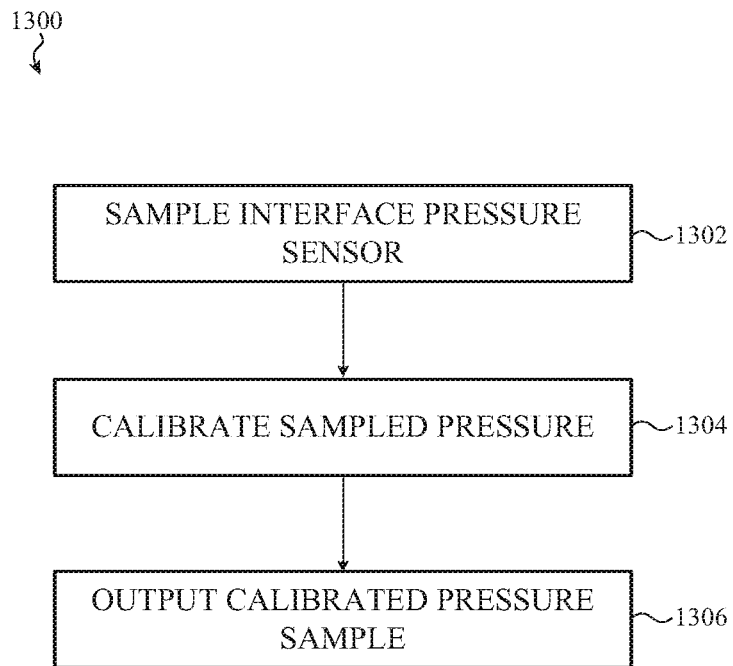 1300
SAMPLE INTERFACE PRESSURE
SENSOR
1302
CALIBRATE SAMPLED PRESSURE
1304
OUTPUT CALIBRATED PRESSURE
SAMPLE
1306